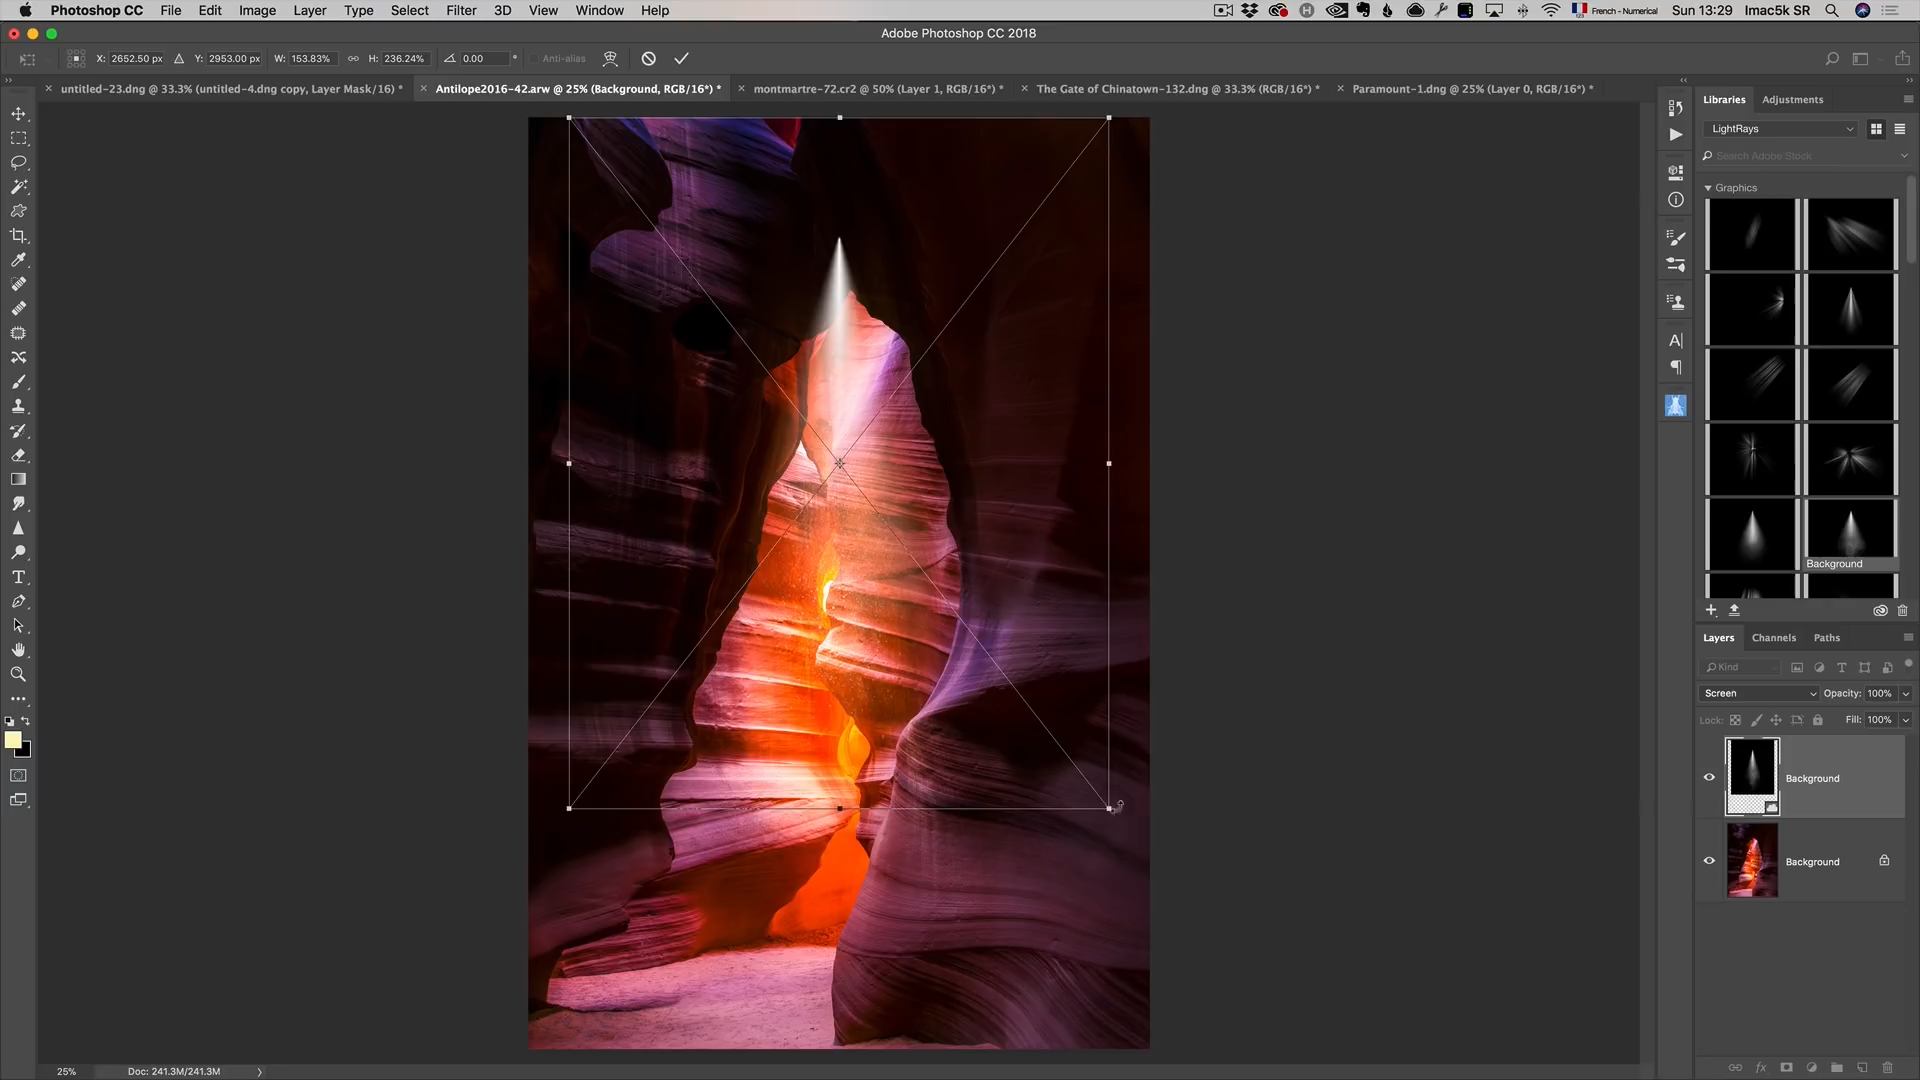 Photoshop CC File Edit Image Layer Type Select Filter 3D View Window Help French - Numerical Sun 13:29 Imac5k SR
Adobe Photoshop CC 2018
X: 2652.50 px Y: 2953.00 px W: 153.83% H: 236.24% 0.00 ° Anti-alias
untitled-23.dng @ 33.3% (untitled-4.dng copy, Layer Mask/16) * Antilope2016-42.arw @ 25% (Background, RGB/16*) * montmartre-72.cr2 @ 50% (Layer 1, RGB/16*) * The Gate of Chinatown-132.dng @ 33.3% (RGB/16*) * Paramount-1.dng @ 25% (Layer 0, RGB/16*) *
Libraries Adjustments
LightRays
Search Adobe Stock
Graphics
Background
Layers Channels Paths
Kind
Screen Opacity: 100%
Lock: Fill: 100%
Background
Background
25% Doc: 241.3M/241.3M